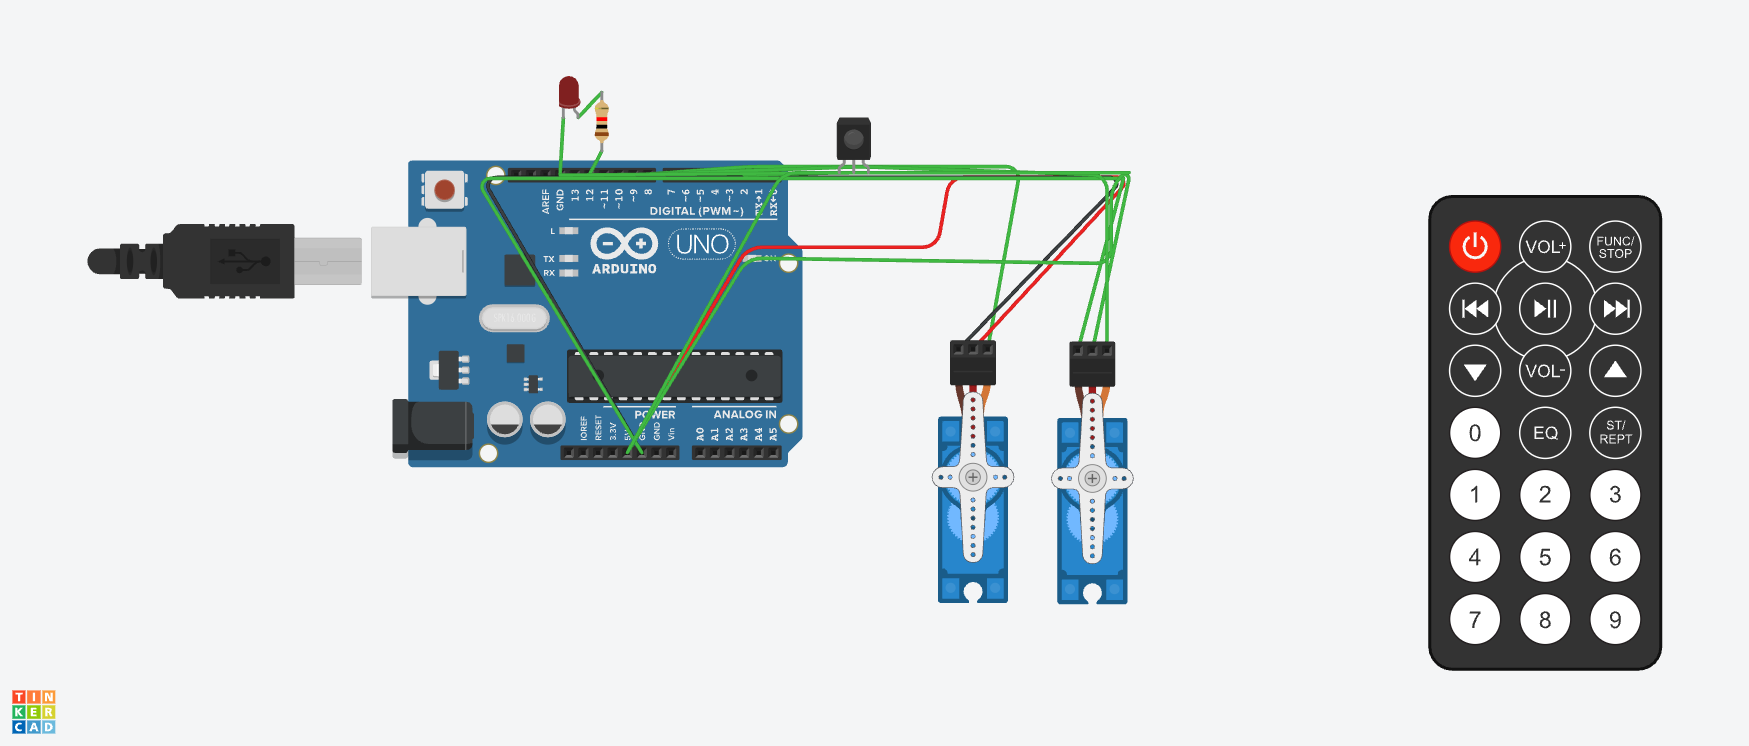 AREF
GND
13
12
~11
~10
~9
8
7
~6
~5
4
~3
2
TX→1
RX←0
DIGITAL (PWM~)
L
TX
RX
UNO
ARDUINO
ON
POWER
ANALOG IN
IOREF
RESET
3.3V
5V
GND
GND
Vin
A0
A1
A2
A3
A4
A5
VOL+
FUNC/
STOP
VOL-
0
EQ
ST/
REPT
1
2
3
4
5
6
7
8
9
TIN
KER
CAD